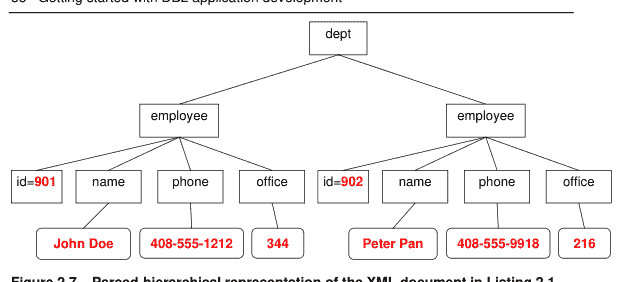 Getting started with DB2 application development
dept
employee employee
id=901 name phone office id=902 name phone office
John Doe 408-555-1212 344 Peter Pan 408-555-9918 216
Figure 2.7 – Parsed-hierarchical representation of the XML document in Listing 2.1